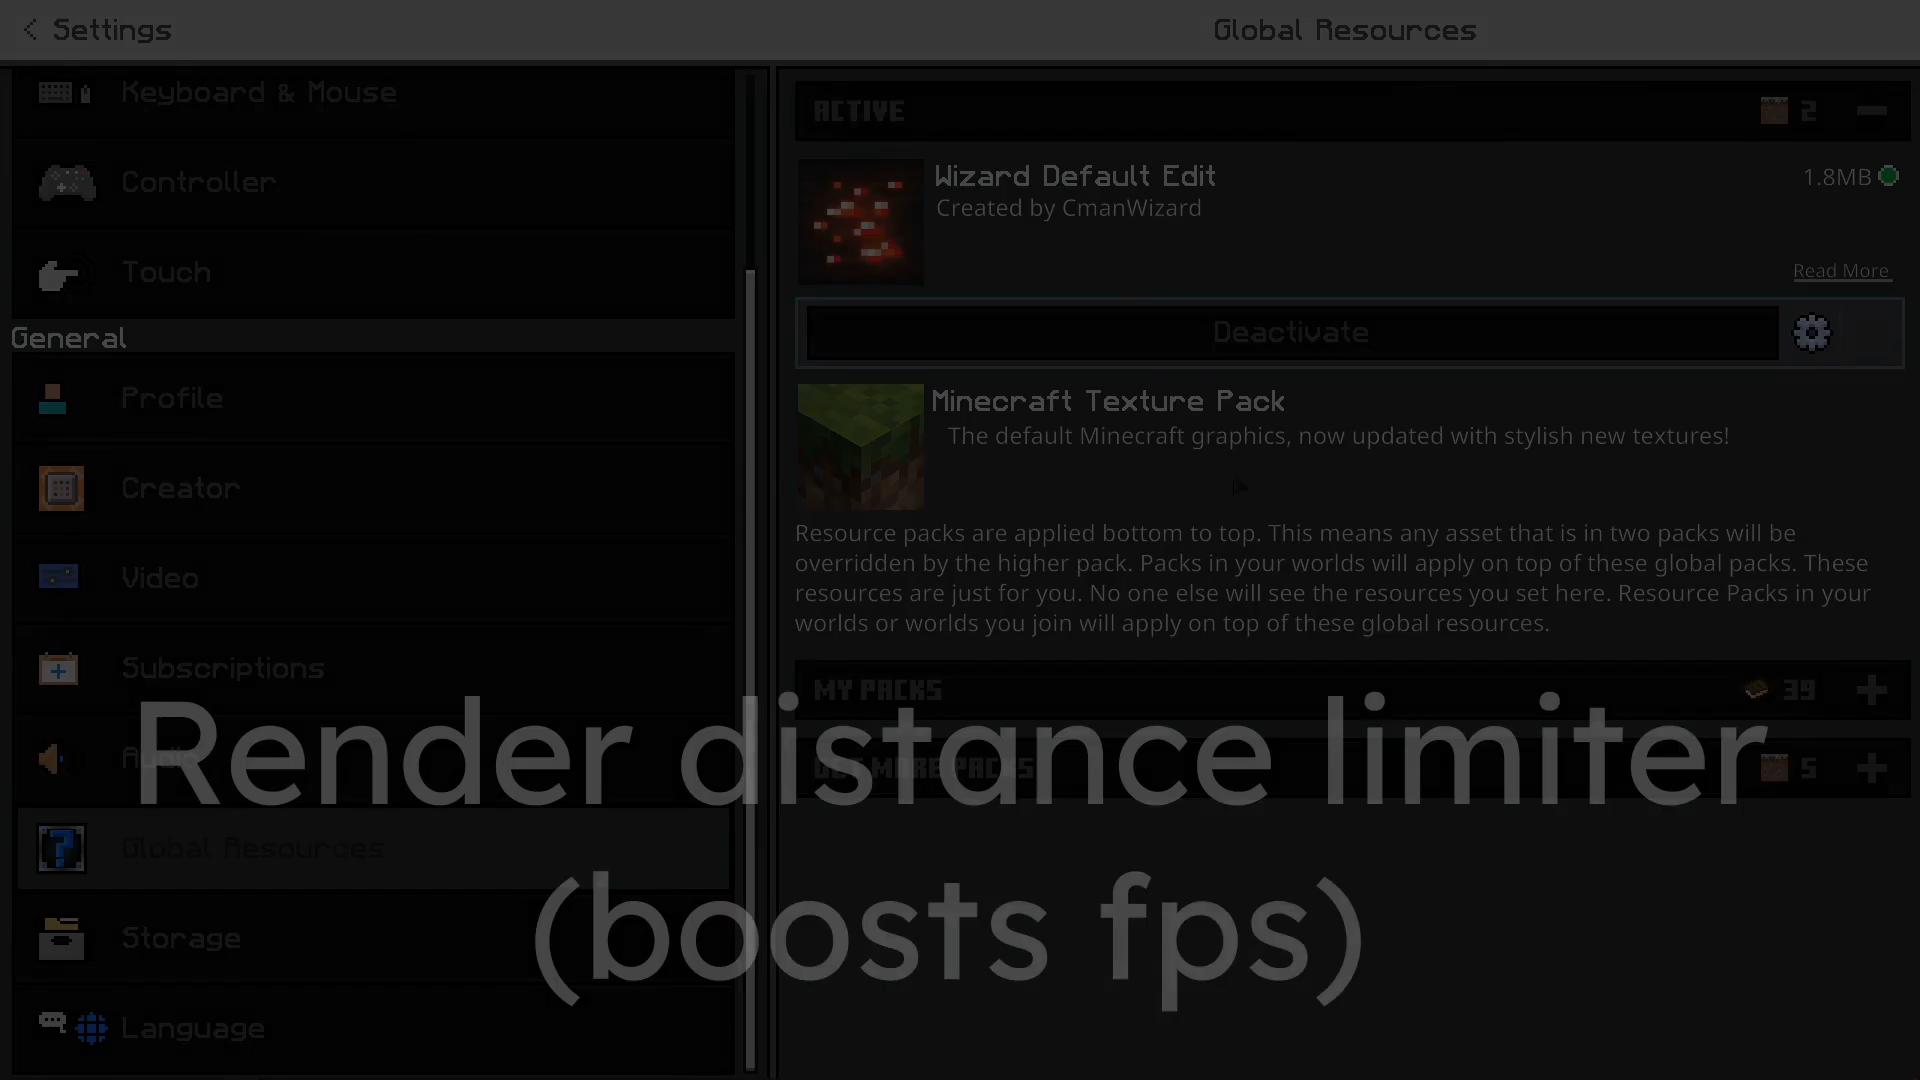 Settings
Global Resources
Keyboard & Mouse
Controller
Touch
General
Profile
Creator
Video
Subscriptions
Audio
Global Resources
Storage
Language
ACTIVE
2
Wizard Default Edit
1.8MB
Created by CmanWizard
Read More
Deactivate
Minecraft Texture Pack
The default Minecraft graphics, now updated with stylish new textures!
Resource packs are applied bottom to top. This means any asset that is in two packs will be
overridden by the higher pack. Packs in your worlds will apply on top of these global packs. These
resources are just for you. No one else will see the resources you set here. Resource Packs in your
worlds or worlds you join will apply on top of these global resources.
MY PACKS
39
GET MORE PACKS
5
Render distance limiter
(boosts fps)